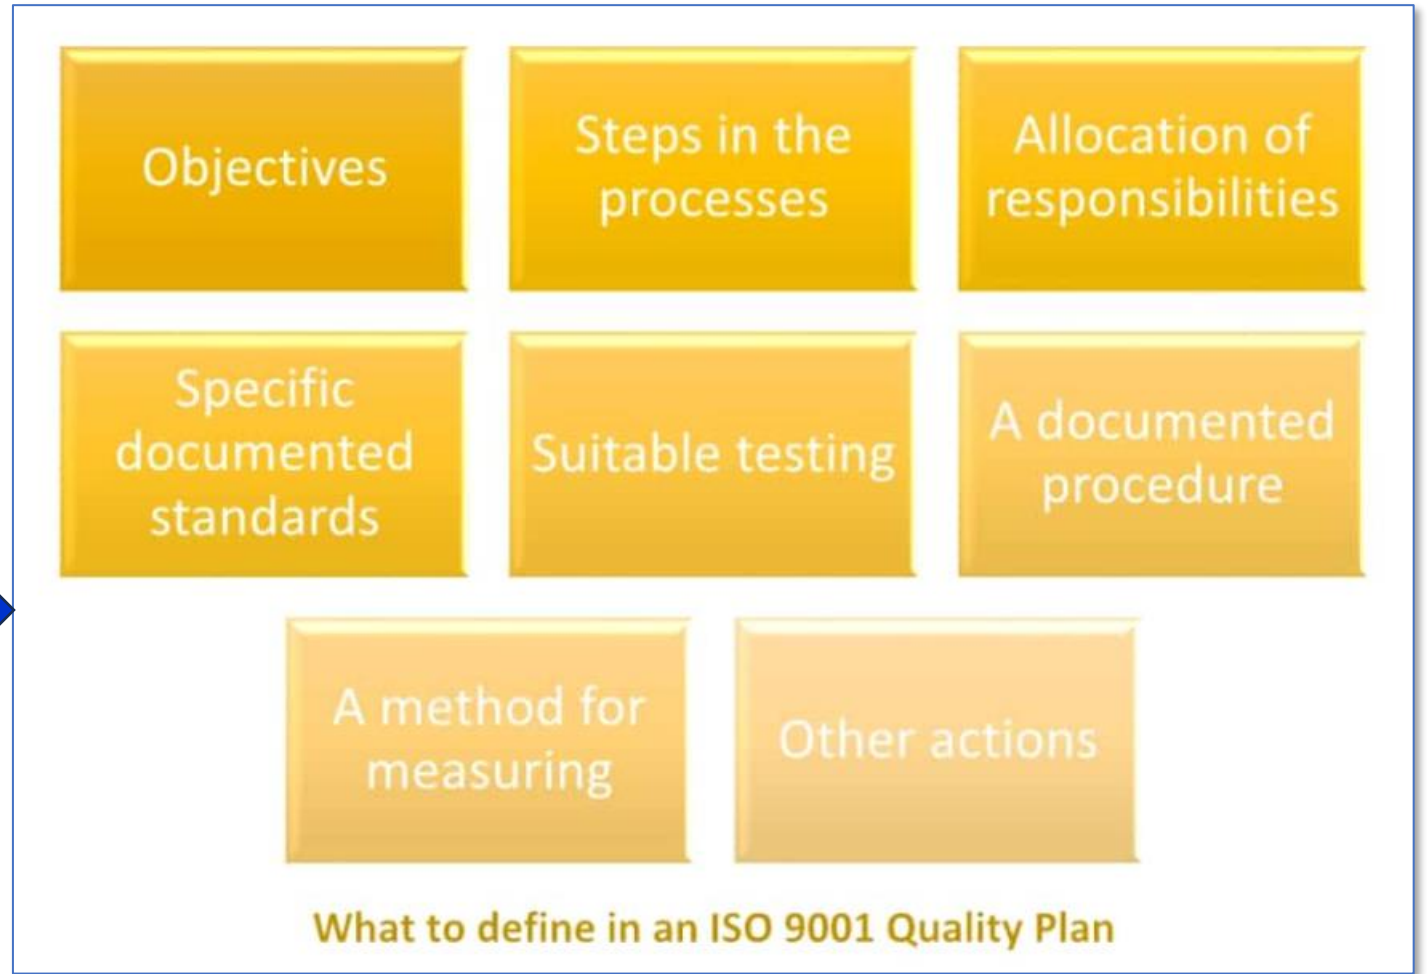 Objectives
Steps in the
processes
Allocation of
responsibilities
Specific
documented
standards
Suitable testing
A documented
procedure
A method for
measuring
Other actions
What to define in an ISO 9001 Quality Plan